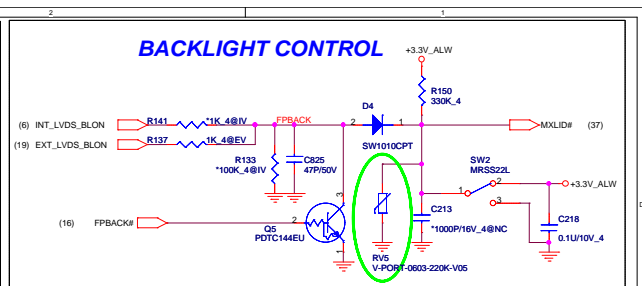 2
1
BACKLIGHT CONTROL
+3.3V_ALW
R150
330K_4
D4
(6) INT_LVDS_BLON
R141
*1K_4@IV
FPBACK
2
1
MXLID# (37)
(19) EXT_LVDS_BLON
R137
1K_4@EV
SW1010CPT
R133
*100K_4@IV
C825
47P/50V
SW2
MRSS22L
1
2
3
+3.3V_ALW
3
(16) FPBACK#
2
1
Q5
PDTC144EU
C213
*1000P/16V_4@NC
C218
0.1U/10V_4
RV5
V-PORT-0603-220K-V05